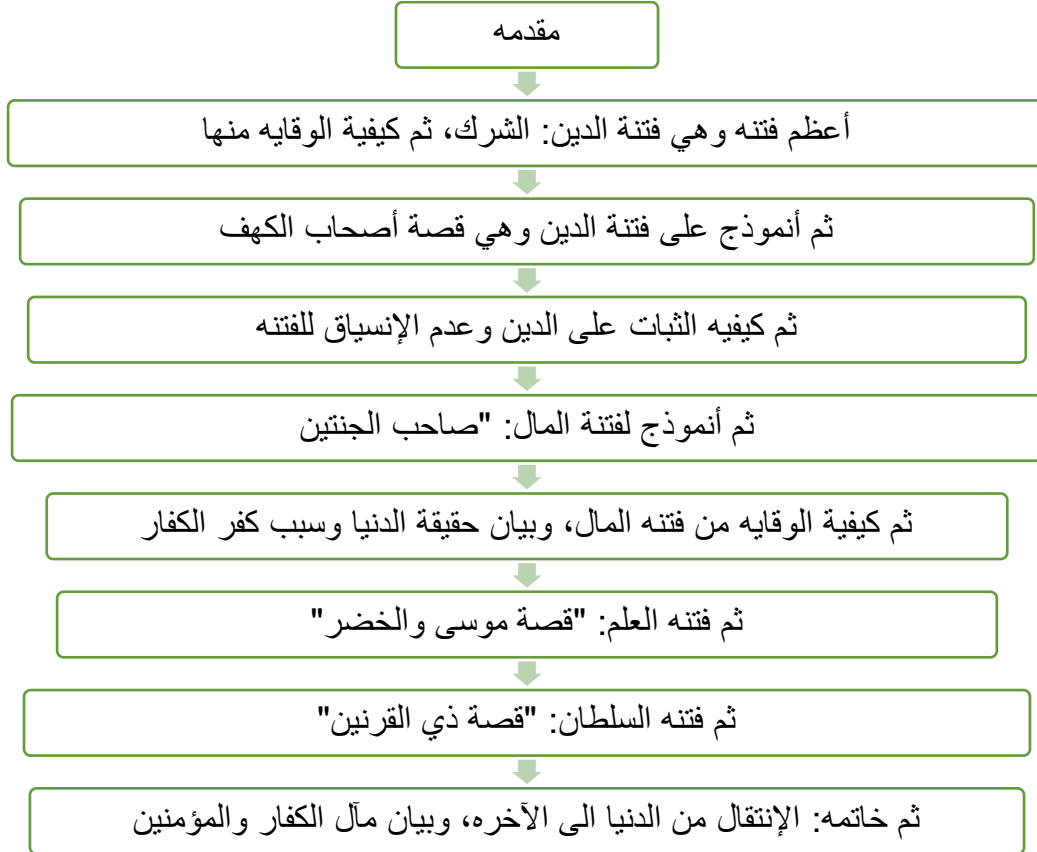 مقدمه
أعظم فتنه وهي فتنة الدين: الشرك، ثم كيفية الوقايه منها
ثم أنموذج على فتنة الدين وهي قصة أصحاب الكهف
ثم كيفيه الثبات على الدين وعدم الإنسياق للفتنه
ثم أنموذج لفتنة المال: "صاحب الجنتين
ثم كيفية الوقايه من فتنه المال، وبيان حقيقة الدنيا وسبب كفر الكفار
ثم فتنه العلم: "قصة موسى والخضر"
ثم فتنه السلطان: "قصة ذي القرنين"
ثم خاتمه: الإنتقال من الدنيا الى الآخره، وبيان مآل الكفار والمؤمنين